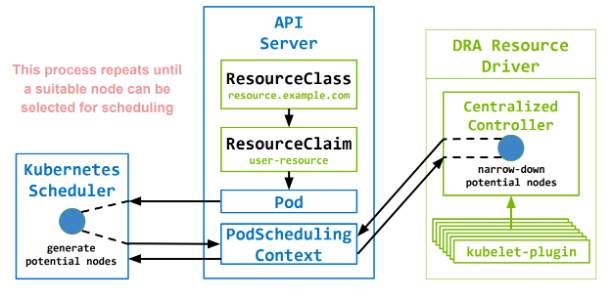 API
Server
DRA Resource
Driver
This process repeats until
a suitable node can be
selected for scheduling
ResourceClass
resource.example.com
Centralized
Controller
ResourceClaim
user-resource
narrow-down
potential nodes
Kubernetes
Scheduler
Pod
generate
potential nodes
PodScheduling
Context
kubelet-plugin